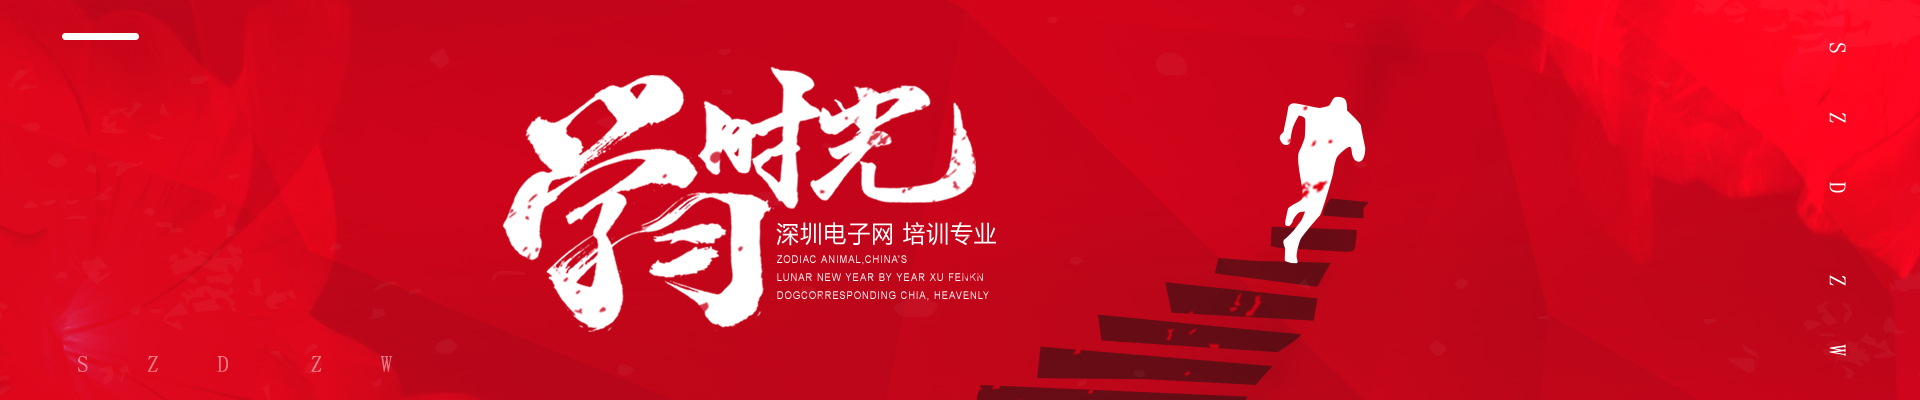 学习时光
深圳电子网 培训专业
ZODIAC ANIMAL,CHINA'S
LUNAR NEW YEAR BY YEAR XU FENKN
DOGCORRESPONDING CHIA, HEAVENLY
S Z D Z W
S Z D Z W